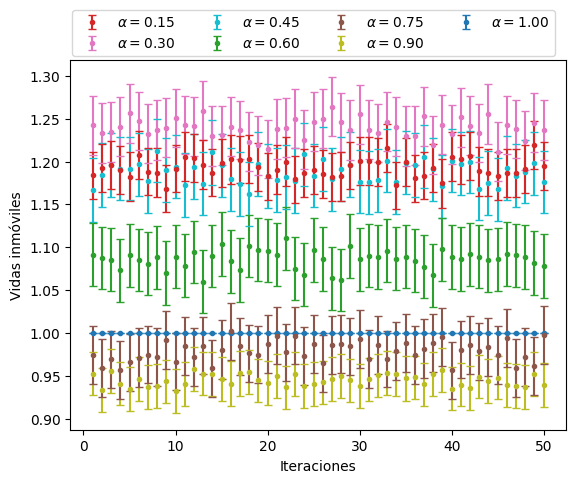 α = 0.15 α = 0.45 α = 0.75 α = 1.00
α = 0.30 α = 0.60 α = 0.90
1.30
1.25
1.20
1.15
1.10
1.05
1.00
0.95
0.90
Vidas inmóviles
0 10 20 30 40 50
Iteraciones